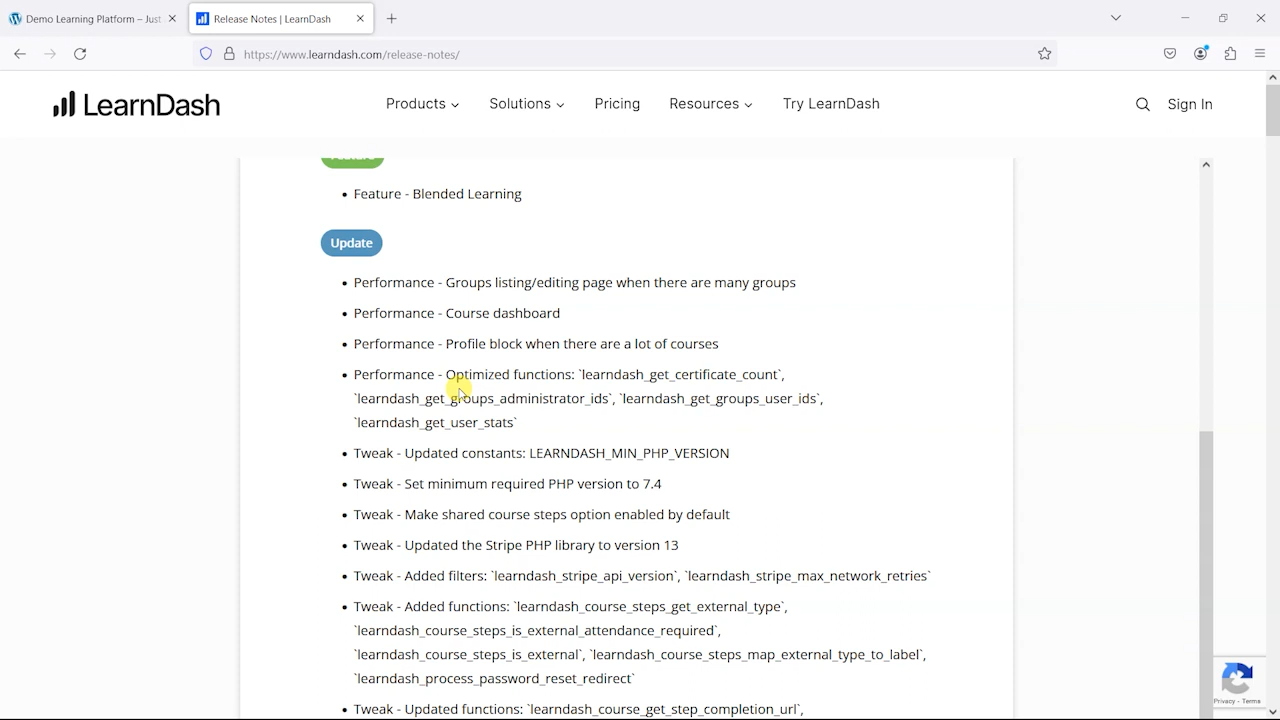 Demo Learning Platform – Just
Release Notes | LearnDash
https://www.learndash.com/release-notes/
LearnDash
Products
Solutions
Pricing
Resources
Try LearnDash
Sign In
Feature
• Feature - Blended Learning
Update
• Performance - Groups listing/editing page when there are many groups
• Performance - Course dashboard
• Performance - Profile block when there are a lot of courses
• Performance - Optimized functions: `learndash_get_certificate_count`,
`learndash_get_groups_administrator_ids`, `learndash_get_groups_user_ids`,
`learndash_get_user_stats`
• Tweak - Updated constants: LEARNDASH_MIN_PHP_VERSION
• Tweak - Set minimum required PHP version to 7.4
• Tweak - Make shared course steps option enabled by default
• Tweak - Updated the Stripe PHP library to version 13
• Tweak - Added filters: `learndash_stripe_api_version`, `learndash_stripe_max_network_retries`
• Tweak - Added functions: `learndash_course_steps_get_external_type`,
`learndash_course_steps_is_external_attendance_required`,
`learndash_course_steps_is_external`, `learndash_course_steps_map_external_type_to_label`,
`learndash_process_password_reset_redirect`
• Tweak - Updated functions: `learndash_course_get_step_completion_url`,
Privacy - Terms